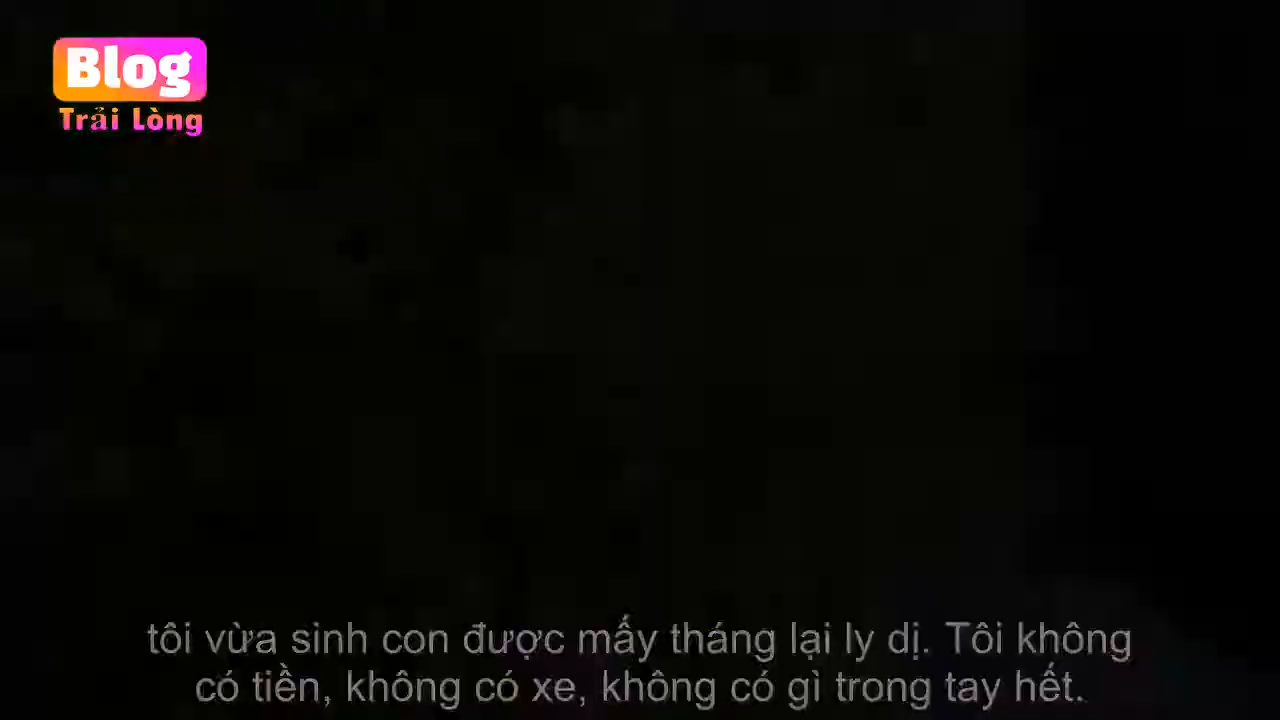 Blog
Trải Lòng
tôi vừa sinh con được mấy tháng lại ly dị. Tôi không
có tiền, không có xe, không có gì trong tay hết.